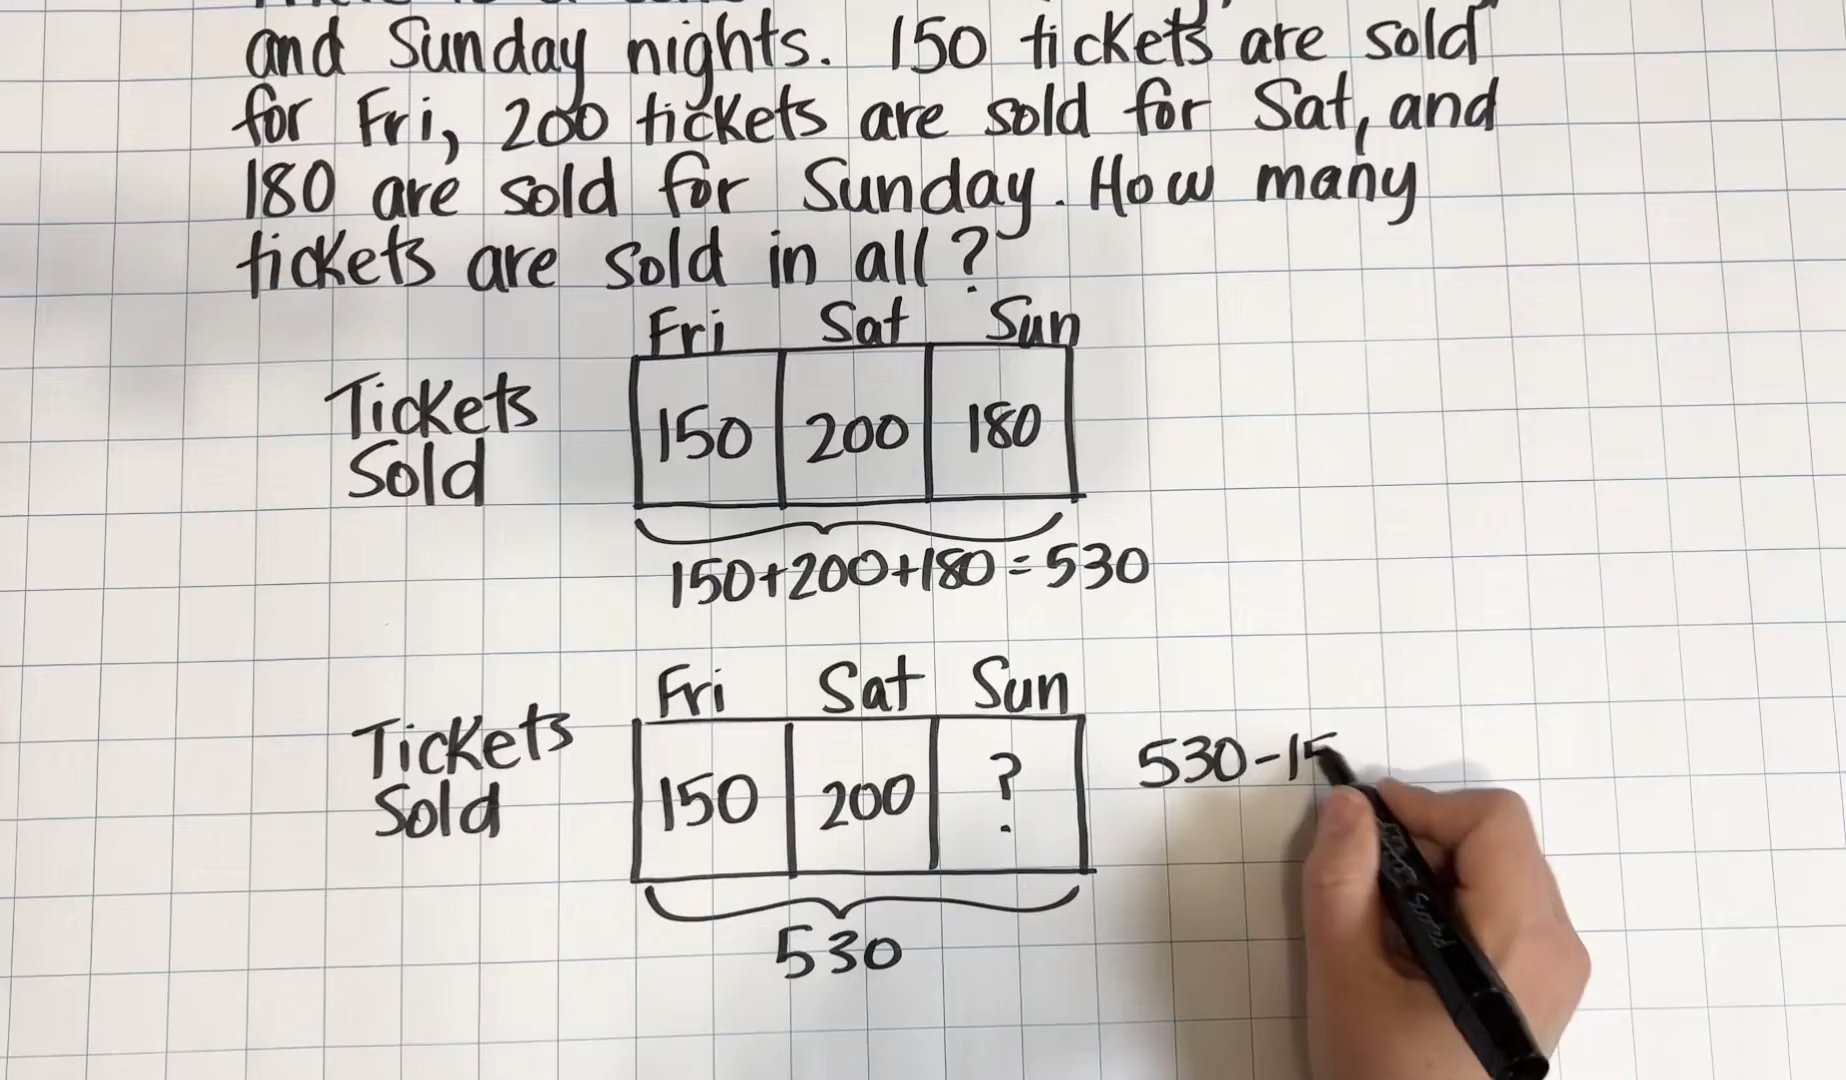 and Sunday nights. 150 tickets are sold
for Fri, 200 tickets are sold for Sat, and
180 are sold for Sunday. How many
tickets are sold in all?
Fri Sat Sun
Tickets
Sold
150 200 180
150+200+180=530
Fri Sat Sun
Tickets
Sold
150 200 ?
530-15
530